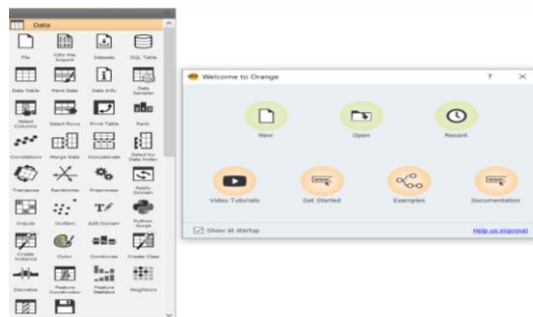 Data
File CSV File Import Datasets SQL Table
Data Table Paint Data Data Info Data Sampler
Select Columns Select Rows Pivot Table Rank
Correlations Merge Data Concatenate Select by Data Index
Transpose Randomize Preprocess Apply Domain
Impute Outliers Edit Domain Python Script
Create Instance Color Continuize Create Class
Discretize Feature Constructor Feature Statistics Neighbors
Welcome to Orange
? ×
New Open Recent
Video Tutorials Get Started Examples Documentation
Show at startup Help us improve!